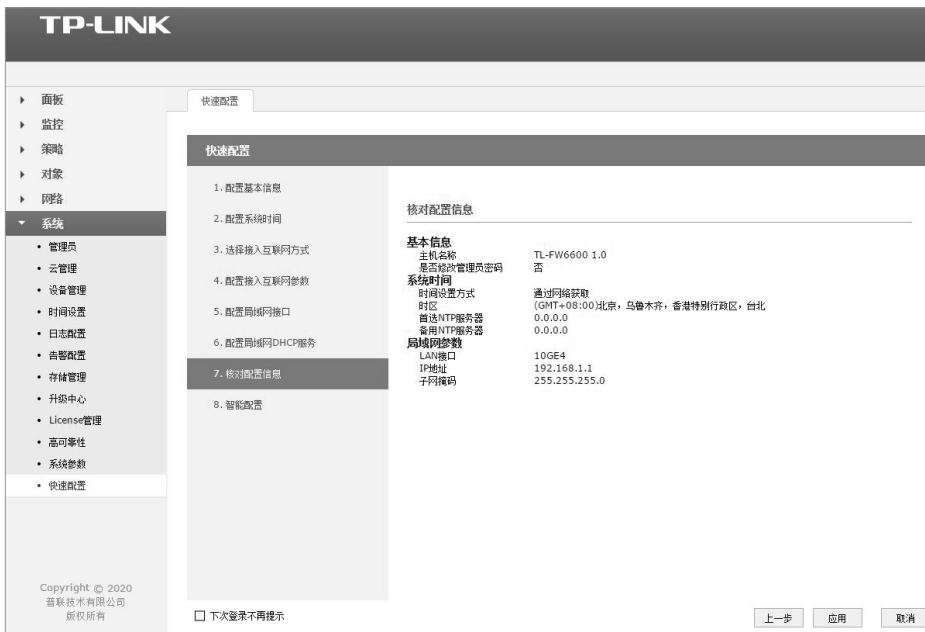 TP-LINK
面板
监控
策略
对象
网络
系统
管理员
云管理
设备管理
时间设置
日志配置
告警配置
存储管理
升级中心
License管理
高可靠性
系统参数
快速配置
Copyright © 2020
普联技术有限公司
版权所有
快速配置
快速配置
1. 配置基本信息
2. 配置系统时间
3. 选择接入互联网方式
4. 配置接入互联网参数
5. 配置局域网接口
6. 配置局域网DHCP服务
7. 核对配置信息
8. 智能配置
核对配置信息
基本信息
主机名称 TL-FW6600 1.0
是否修改管理员密码 否
系统时间
时间设置方式 通过网络获取
时区 (GMT+08:00)北京，乌鲁木齐，香港特别行政区，台北
首选NTP服务器 0.0.0.0
备用NTP服务器 0.0.0.0
局域网参数
LAN接口 10GE4
IP地址 192.168.1.1
子网掩码 255.255.255.0
下次登录不再提示
上一步 应用 取消